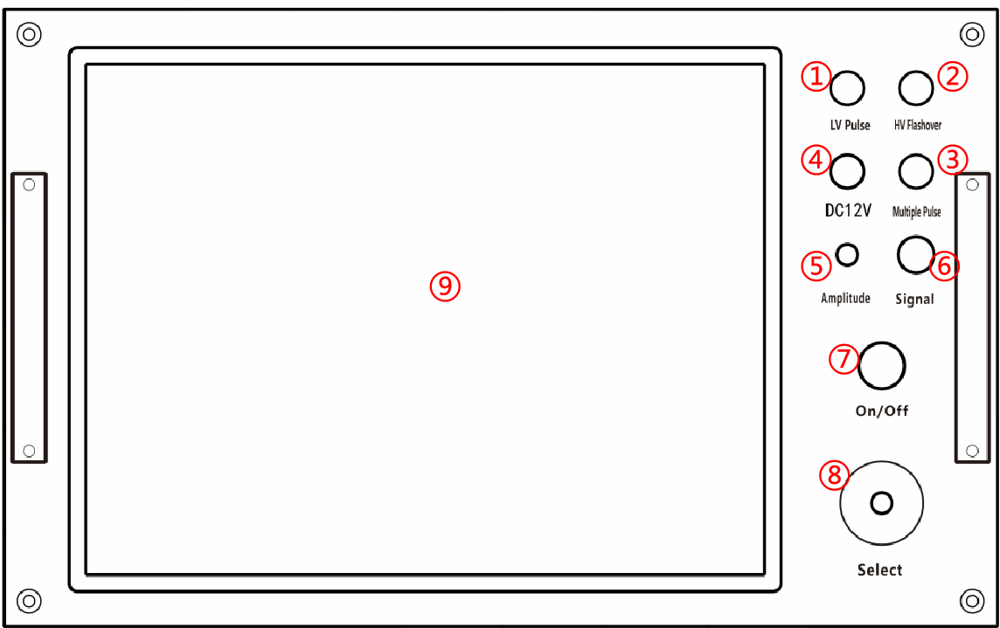 ① ②
LV Pulse HV Flashover
④ ③
DC12V Multiple Pulse
⑤ ⑥
Amplitude Signal
⑨
⑦
On/Off
⑧
Select